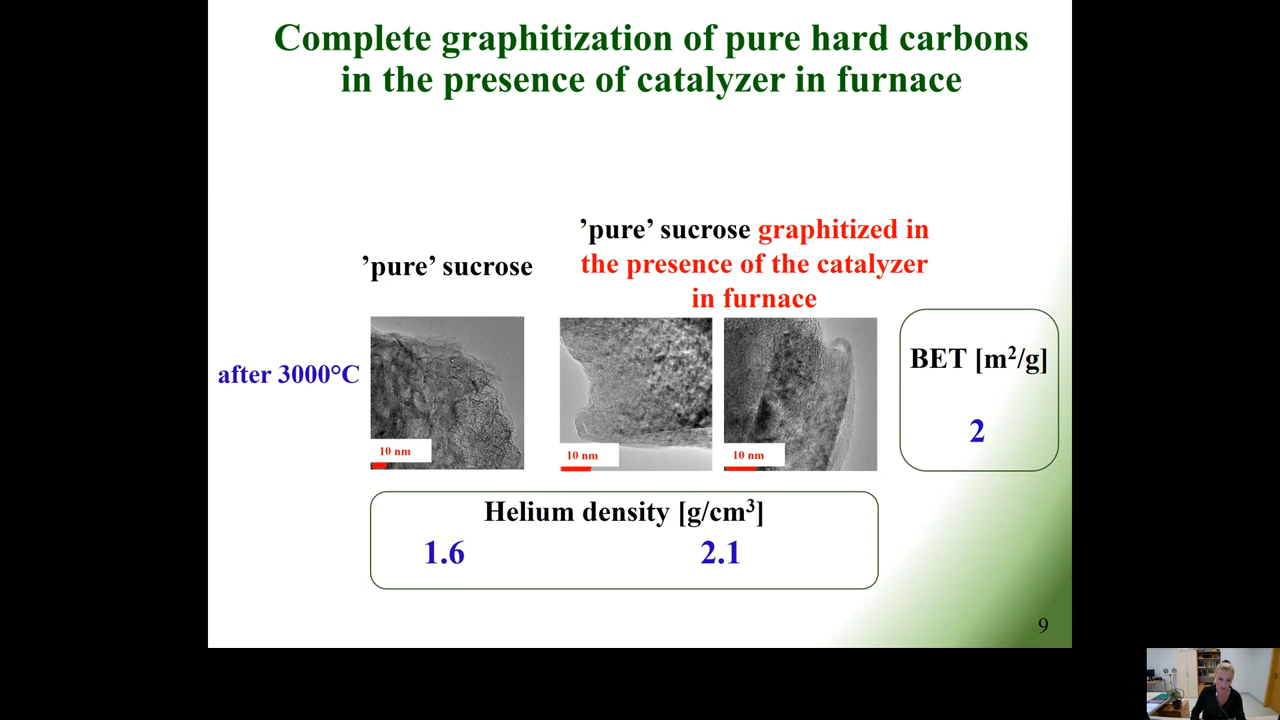 Complete graphitization of pure hard carbons
in the presence of catalyzer in furnace
’pure’ sucrose
’pure’ sucrose graphitized in
the presence of the catalyzer
in furnace
after 3000°C
10 nm
10 nm
10 nm
BET [m²/g]
2
Helium density [g/cm³]
1.6
2.1
9